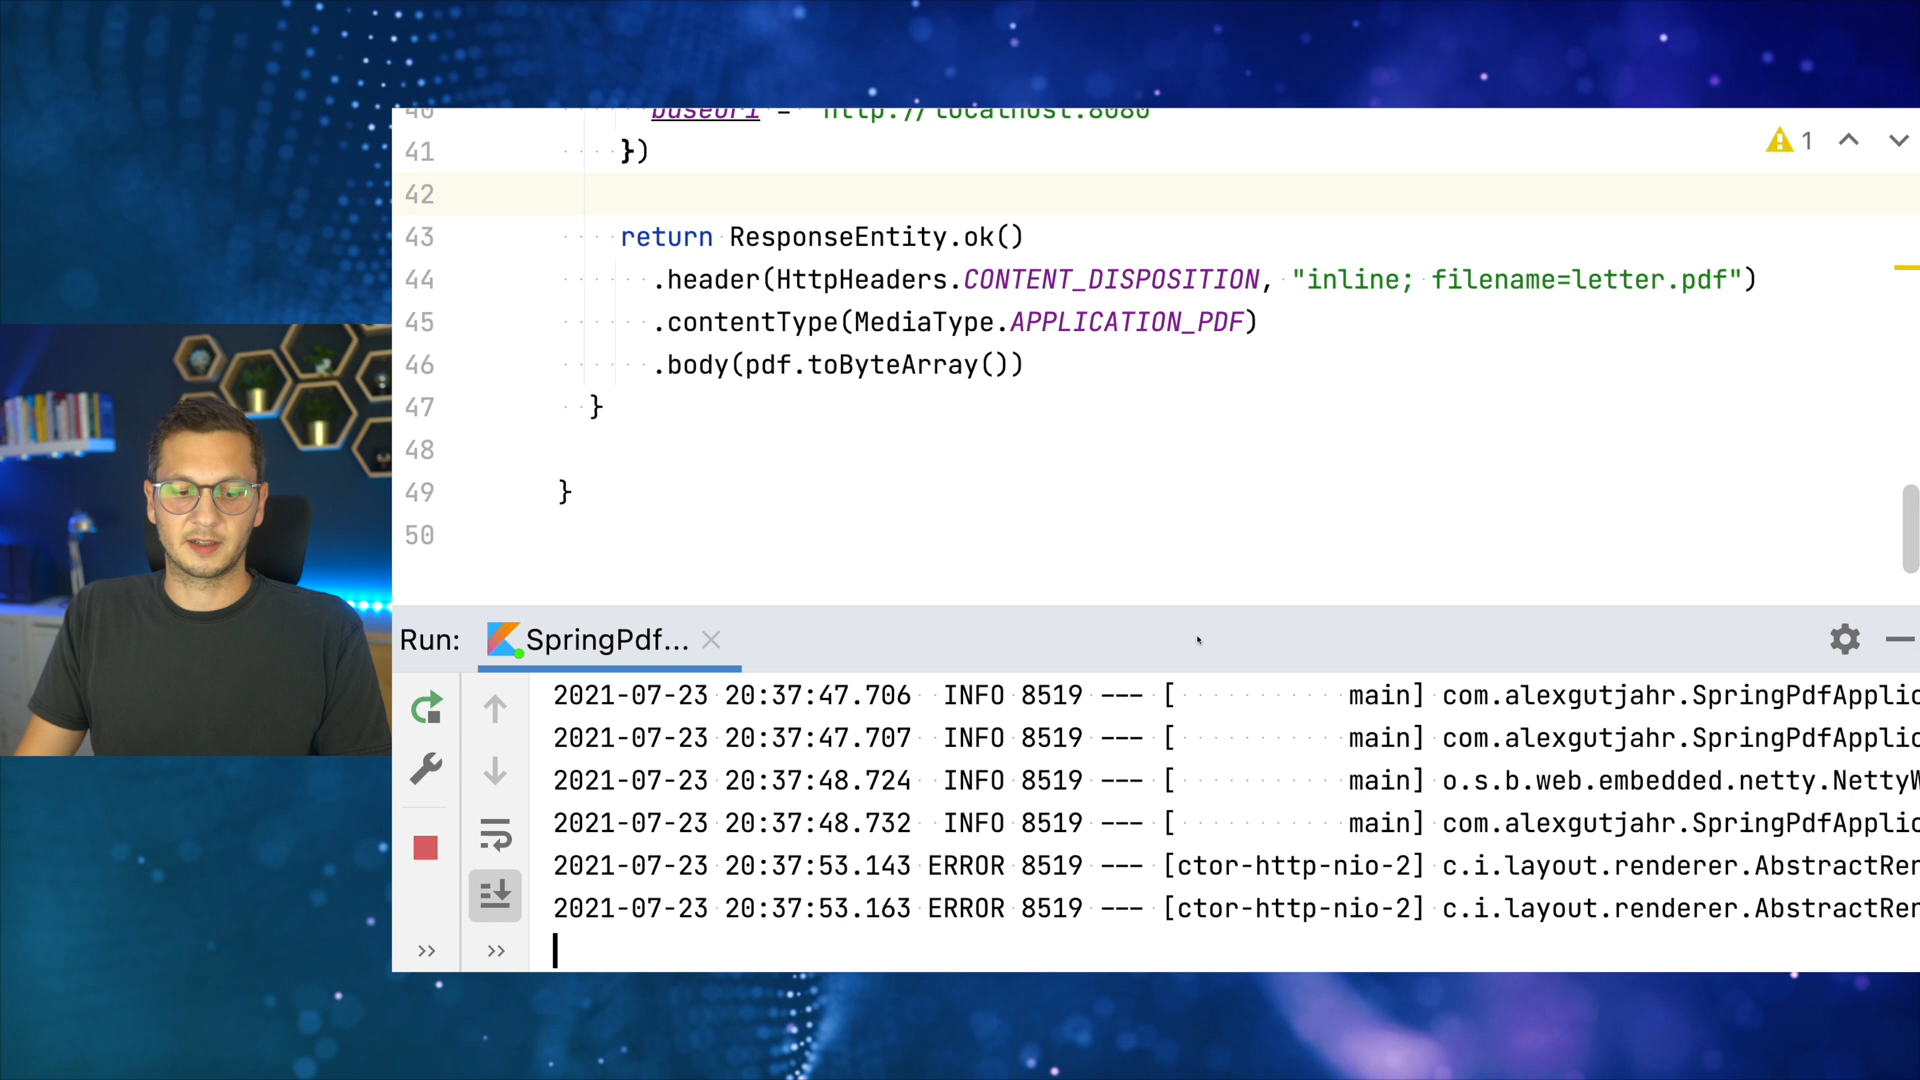 40 baseUri = "http://localhost:8080"
41 })
42
43 return ResponseEntity.ok()
44 .header(HttpHeaders.CONTENT_DISPOSITION, "inline; filename=letter.pdf")
45 .contentType(MediaType.APPLICATION_PDF)
46 .body(pdf.toByteArray())
47 }
48
49 }
50
1
Run: SpringPdf...
2021-07-23 20:37:47.706 INFO 8519 --- [ main] com.alexgutjahr.SpringPdfApplic
2021-07-23 20:37:47.707 INFO 8519 --- [ main] com.alexgutjahr.SpringPdfApplic
2021-07-23 20:37:48.724 INFO 8519 --- [ main] o.s.b.web.embedded.netty.NettyW
2021-07-23 20:37:48.732 INFO 8519 --- [ main] com.alexgutjahr.SpringPdfApplic
2021-07-23 20:37:53.143 ERROR 8519 --- [ctor-http-nio-2] c.i.layout.renderer.AbstractRen
2021-07-23 20:37:53.163 ERROR 8519 --- [ctor-http-nio-2] c.i.layout.renderer.AbstractRen